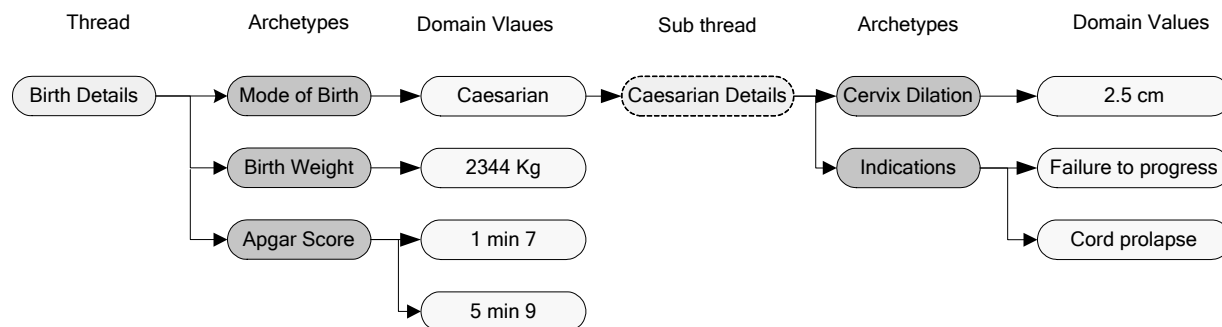 Thread
Archetypes
Domain Vlaues
Sub thread
Archetypes
Domain Values
Birth Details
Mode of Birth
Caesarian
Caesarian Details
Cervix Dilation
2.5 cm
Birth Weight
2344 Kg
Indications
Failure to progress
Apgar Score
1 min 7
Cord prolapse
5 min 9